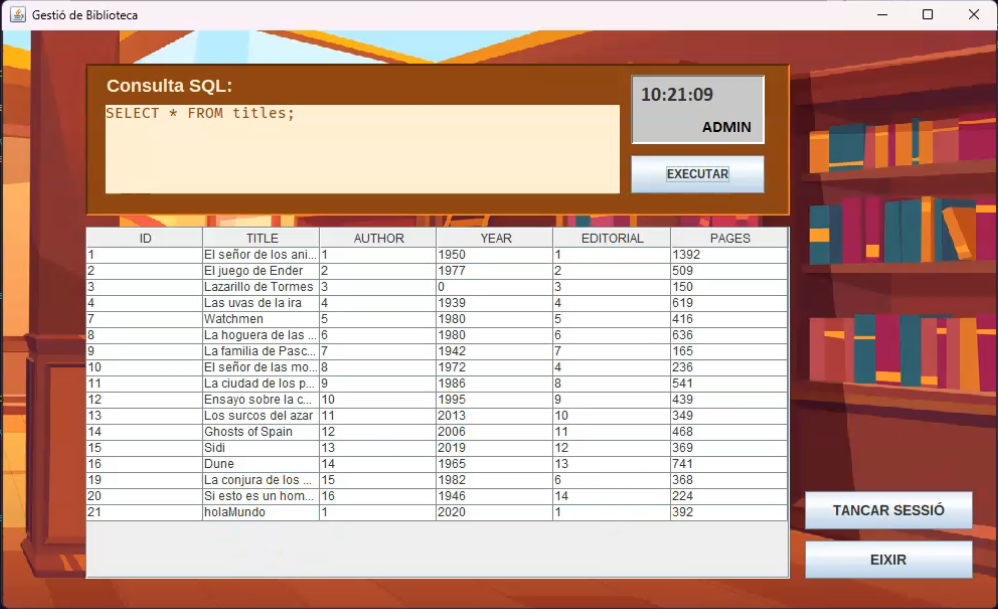 Gestió de Biblioteca
Consulta SQL:
SELECT * FROM titles;
10:21:09
ADMIN
EXECUTAR
ID TITLE AUTHOR YEAR EDITORIAL PAGES
1 El señor de los ani... 1 1950 1 1392
2 El juego de Ender 2 1977 2 509
3 Lazarillo de Tormes 3 0 3 150
4 Las uvas de la ira 4 1939 4 619
7 Watchmen 5 1980 5 416
8 La hoguera de las ... 6 1980 6 636
9 La familia de Pasc... 7 1942 7 165
10 El señor de las mo... 8 1972 4 236
11 La ciudad de los p... 9 1986 8 541
12 Ensayo sobre la c... 10 1995 9 439
13 Los surcos del azar 11 2013 10 349
14 Ghosts of Spain 12 2006 11 468
15 Sidi 13 2019 12 369
16 Dune 14 1965 13 741
19 La conjura de los ... 15 1982 6 368
20 Si esto es un hom... 16 1946 14 224
21 holaMundo 1 2020 1 392
TANCAR SESSIÓ
EIXIR